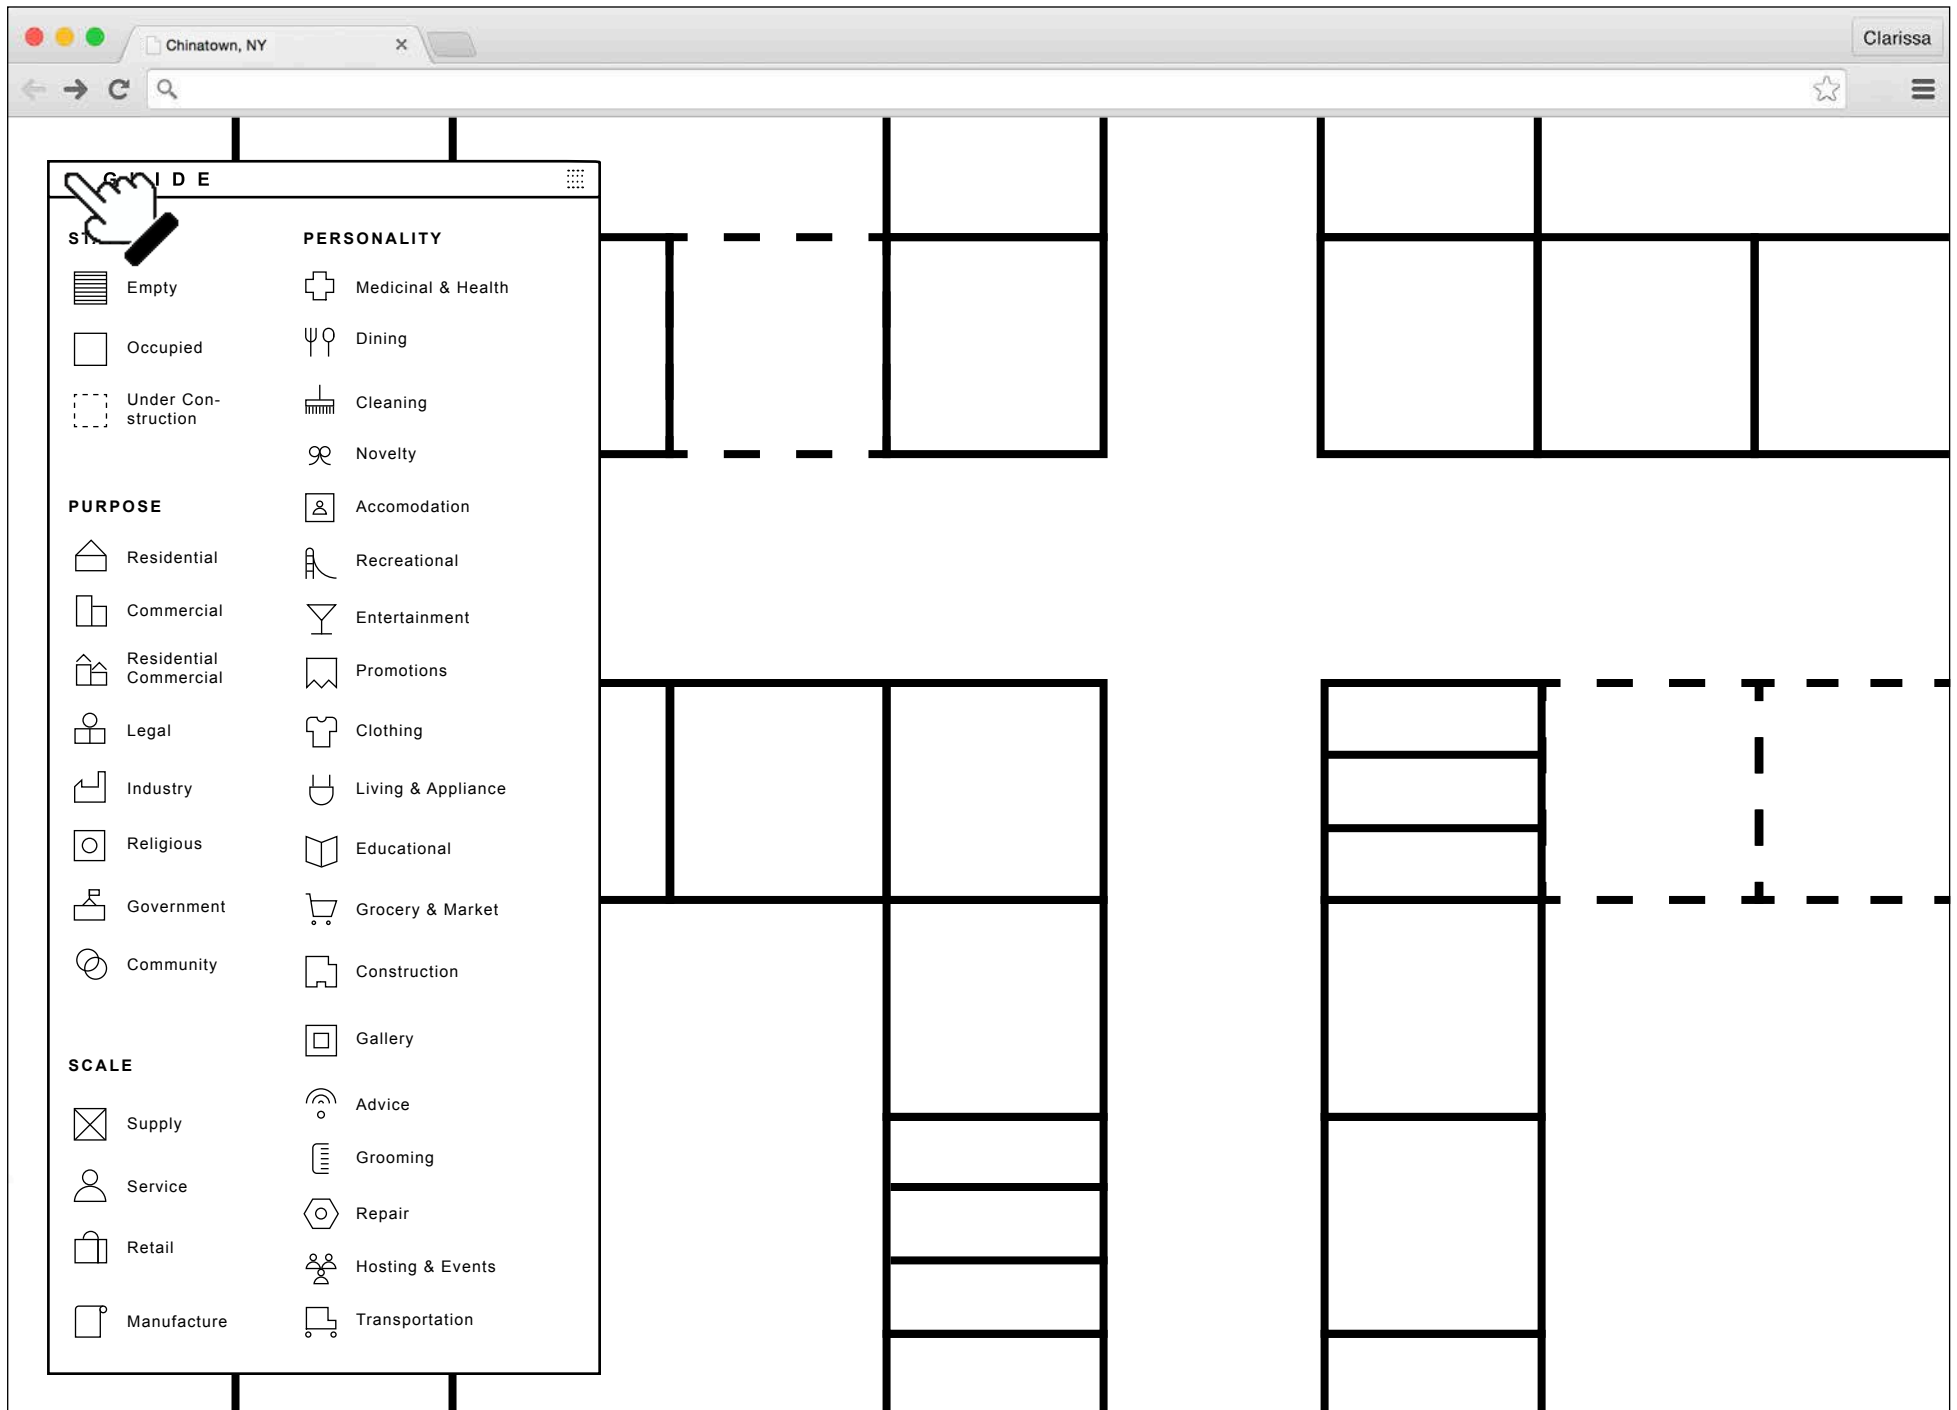 Chinatown, NY
Clarissa
GUIDE
PERSONALITY
Empty
Occupied
Under Con-
struction
PURPOSE
Residential
Commercial
Residential
Commercial
Legal
Industry
Religious
Government
Community
SCALE
Supply
Service
Retail
Manufacture
Medicinal & Health
Dining
Cleaning
Novelty
Accomodation
Recreational
Entertainment
Promotions
Clothing
Living & Appliance
Educational
Grocery & Market
Construction
Gallery
Advice
Grooming
Repair
Hosting & Events
Transportation